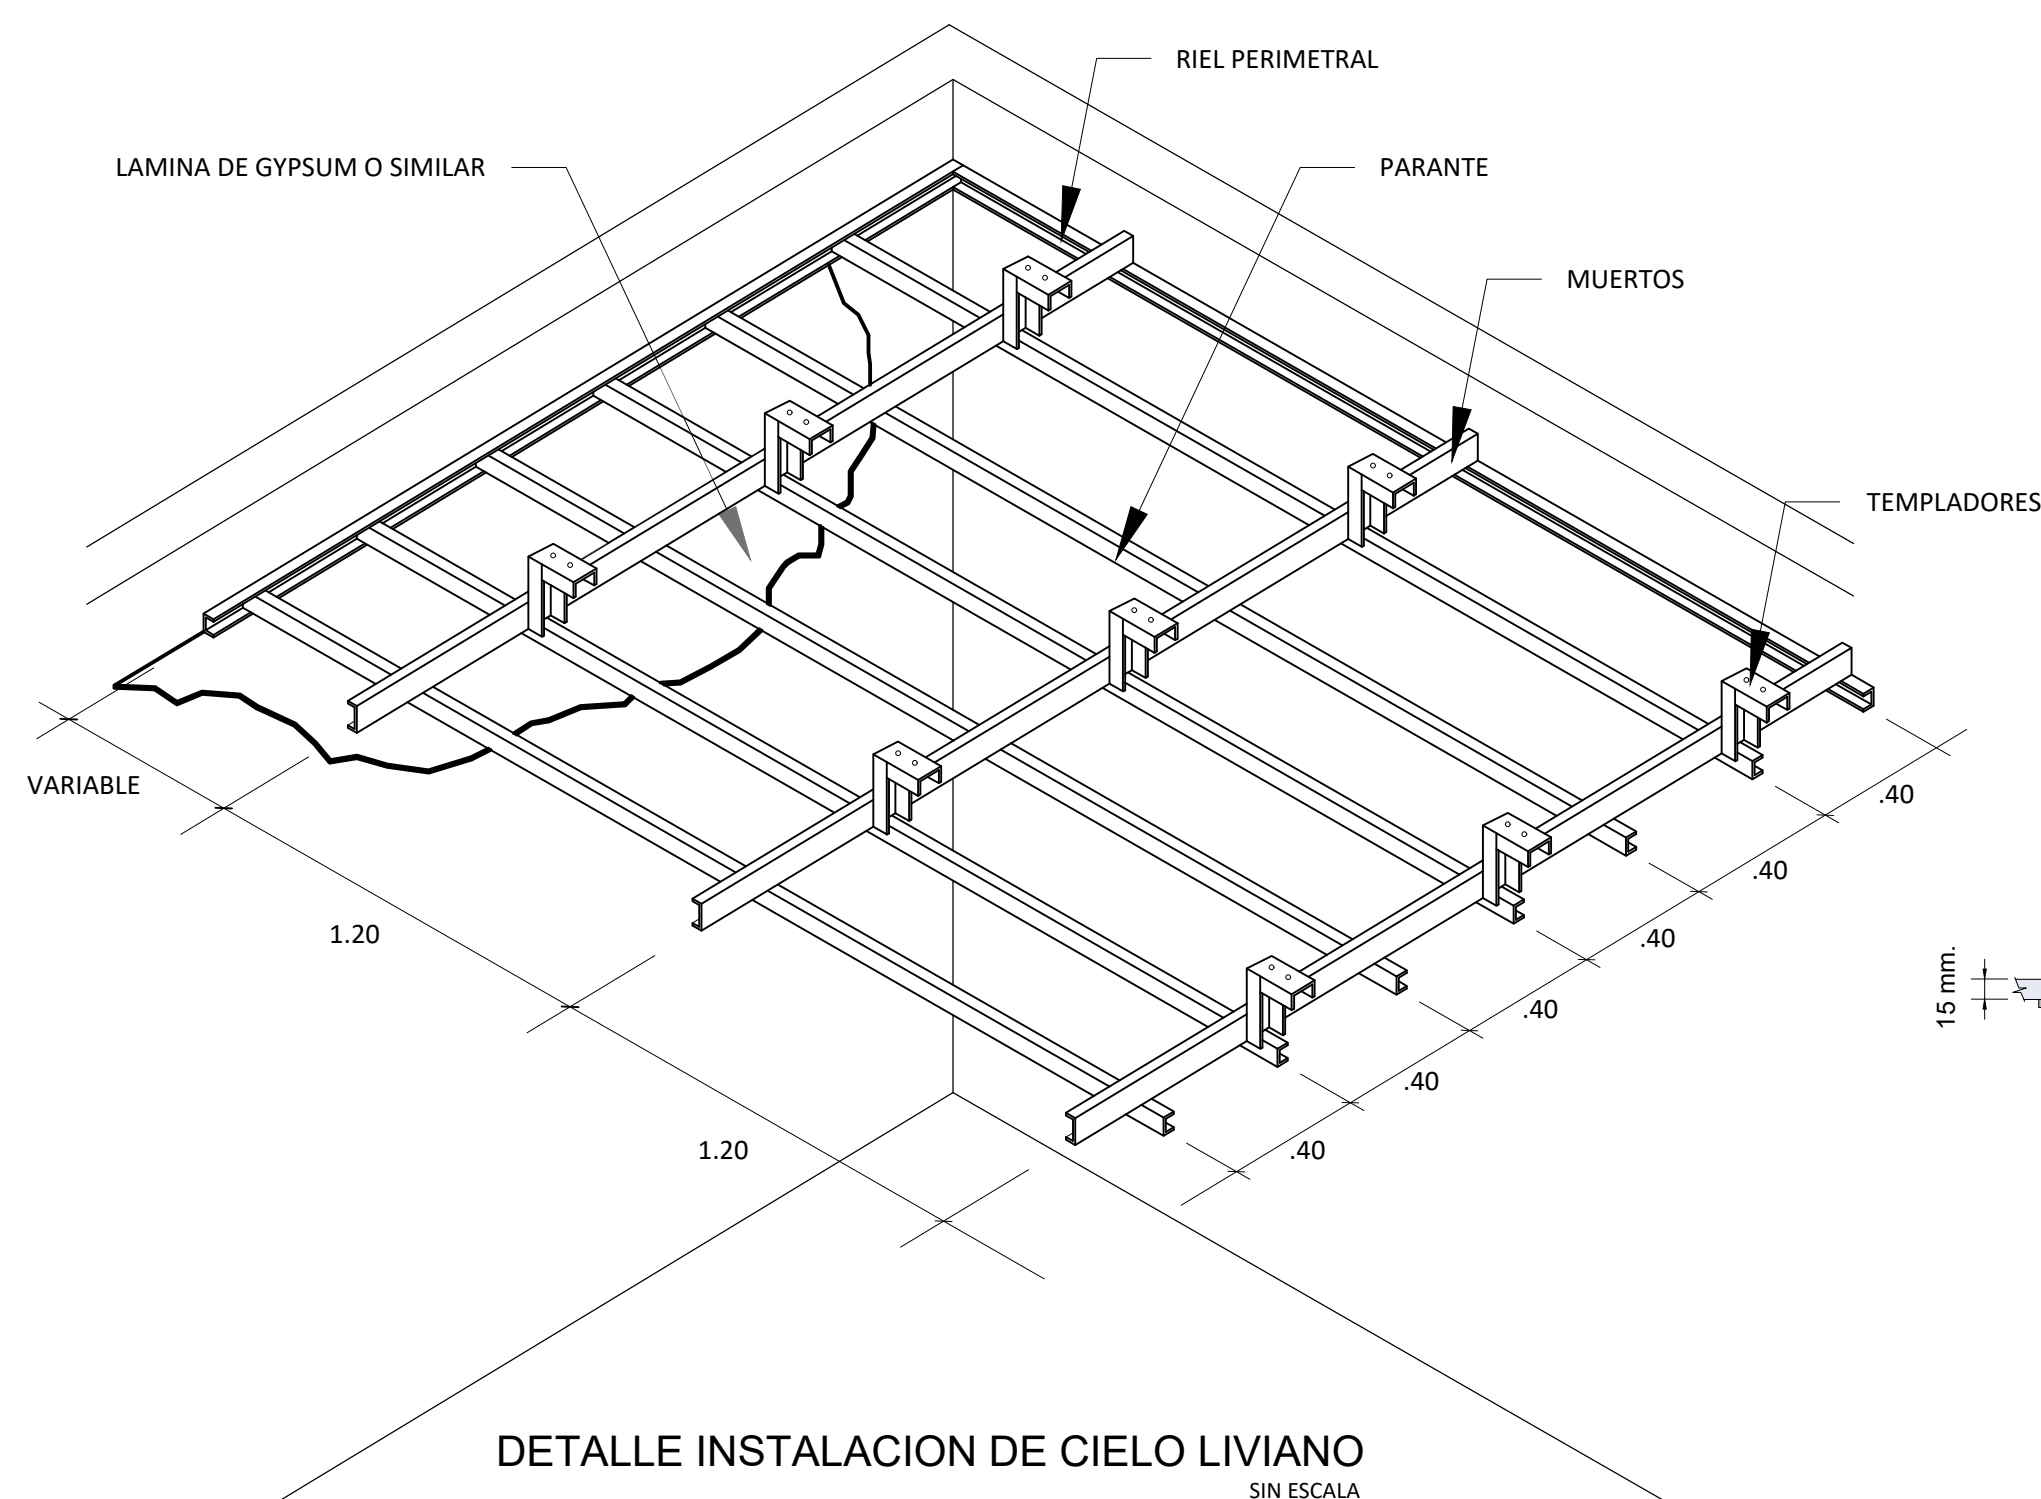 RIEL PERIMETRAL
LAMINA DE GYPSUM O SIMILAR
PARANTE
MUERTOS
TEMPLADORES
VARIABLE
1.20
1.20
.40
.40
.40
.40
.40
.40
15 mm.
DETALLE INSTALACION DE CIELO LIVIANO
SIN ESCALA